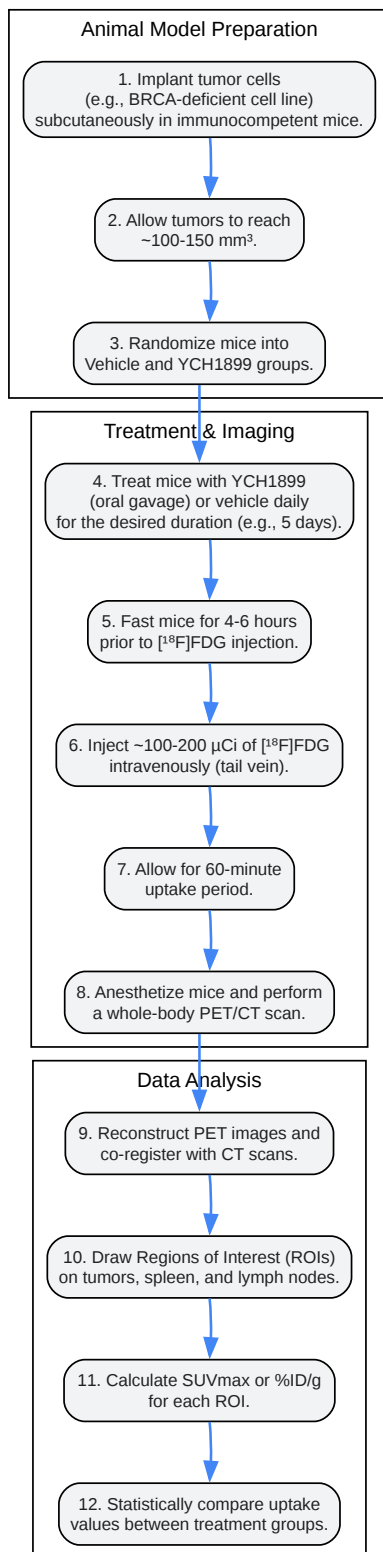 Animal Model Preparation
1. Implant tumor cells
(e.g., BRCA-deficient cell line)
subcutaneously in immunocompetent mice.
2. Allow tumors to reach
~100-150 mm³.
3. Randomize mice into
Vehicle and YCH1899 groups.
Treatment & Imaging
4. Treat mice with YCH1899
(oral gavage) or vehicle daily
for the desired duration (e.g., 5 days).
5. Fast mice for 4-6 hours
prior to [¹⁸F]FDG injection.
6. Inject ~100-200 µCi of [¹⁸F]FDG
intravenously (tail vein).
7. Allow for 60-minute
uptake period.
8. Anesthetize mice and perform
a whole-body PET/CT scan.
Data Analysis
9. Reconstruct PET images and
co-register with CT scans.
10. Draw Regions of Interest (ROIs)
on tumors, spleen, and lymph nodes.
11. Calculate SUVmax or %ID/g
for each ROI.
12. Statistically compare uptake
values between treatment groups.